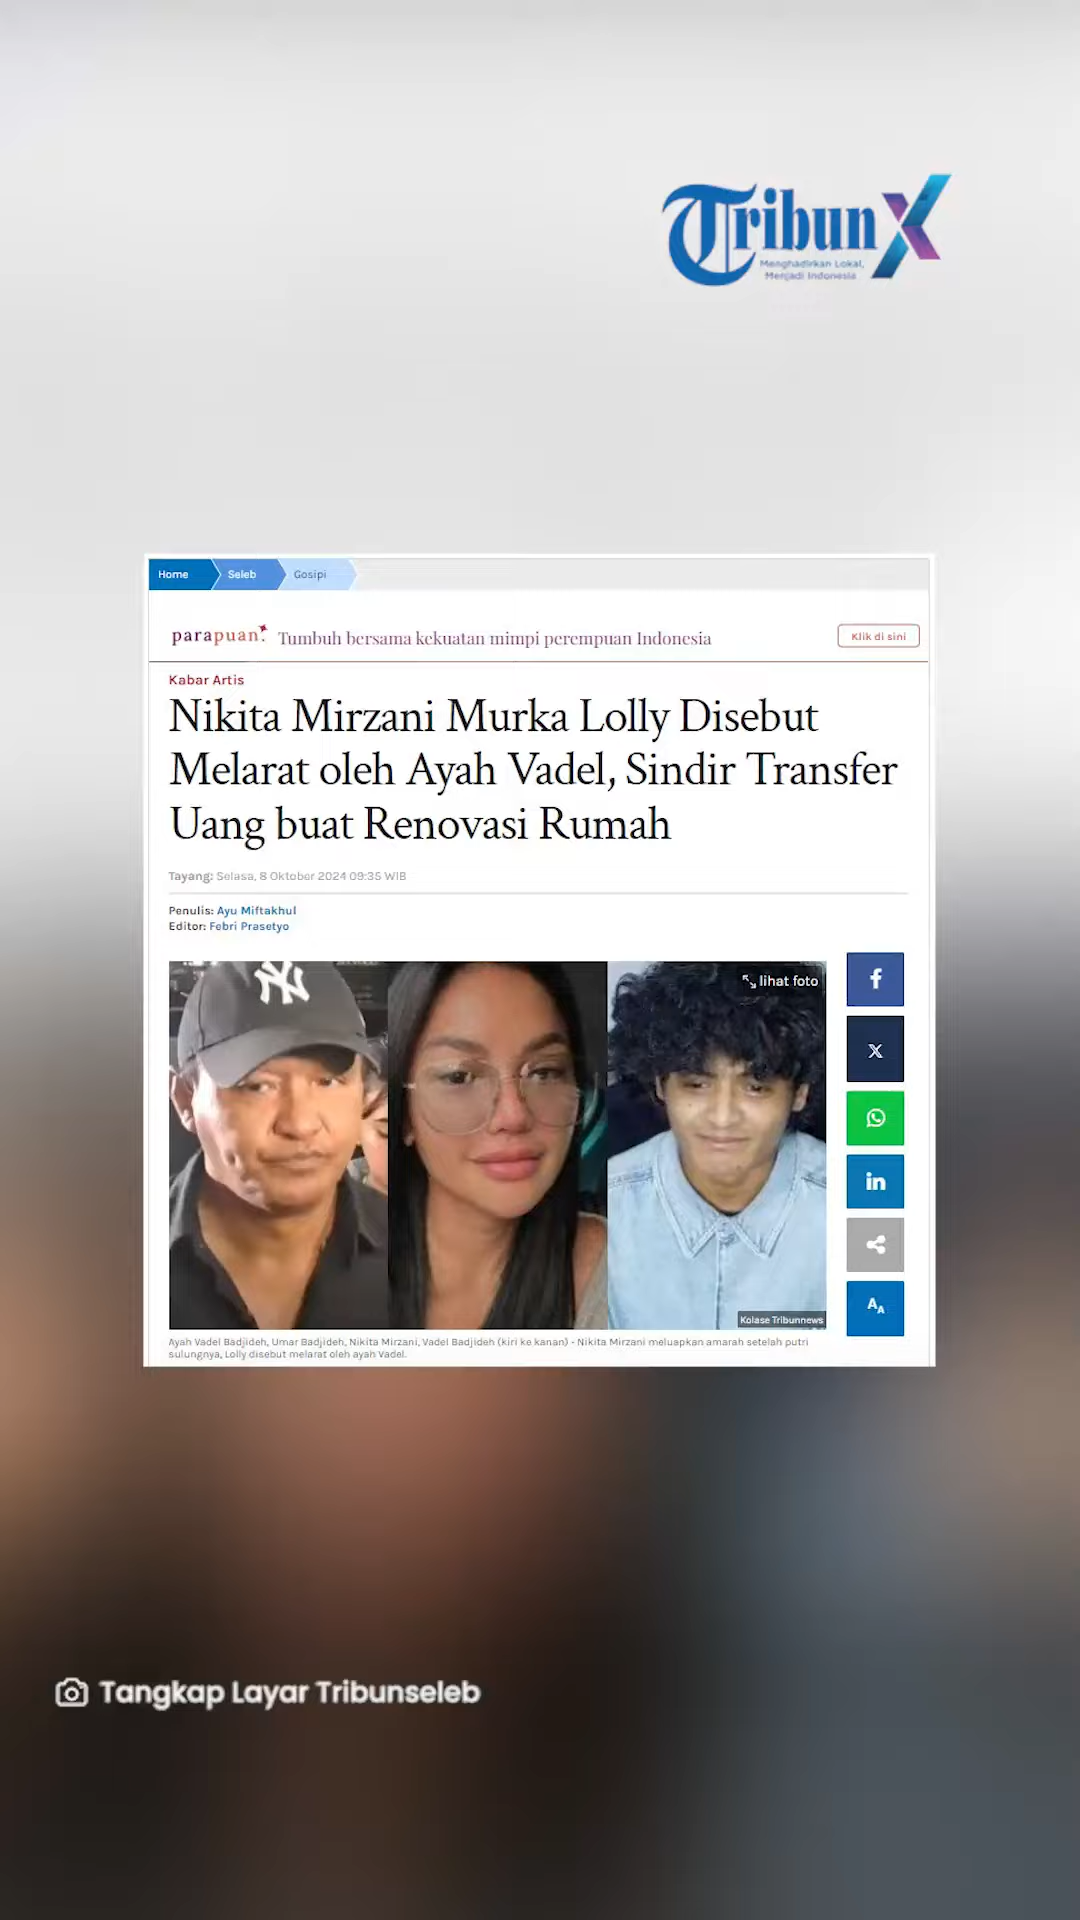 TribunX
Menghadirkan Lokal,
Menjadi Indonesia
Home
Seleb
Gosipi
parapuan.
Tumbuh bersama kekuatan mimpi perempuan Indonesia
Klik di sini
Kabar Artis
Nikita Mirzani Murka Lolly Disebut
Melarat oleh Ayah Vadel, Sindir Transfer
Uang buat Renovasi Rumah
Tayang: Selasa, 8 Oktober 2024 09:35 WIB
Penulis: Ayu Miftakhul
Editor: Febri Prasetyo
NY
lihat foto
f
X
in
AA
Kolase Tribunnews
Ayah Vadel Badjideh, Umar Badjideh, Nikita Mirzani, Vadel Badjideh (kiri ke kanan) - Nikita Mirzani meluapkan amarah setelah putri
sulungnya, Lolly disebut melarat oleh ayah Vadel.
Tangkap Layar Tribunseleb